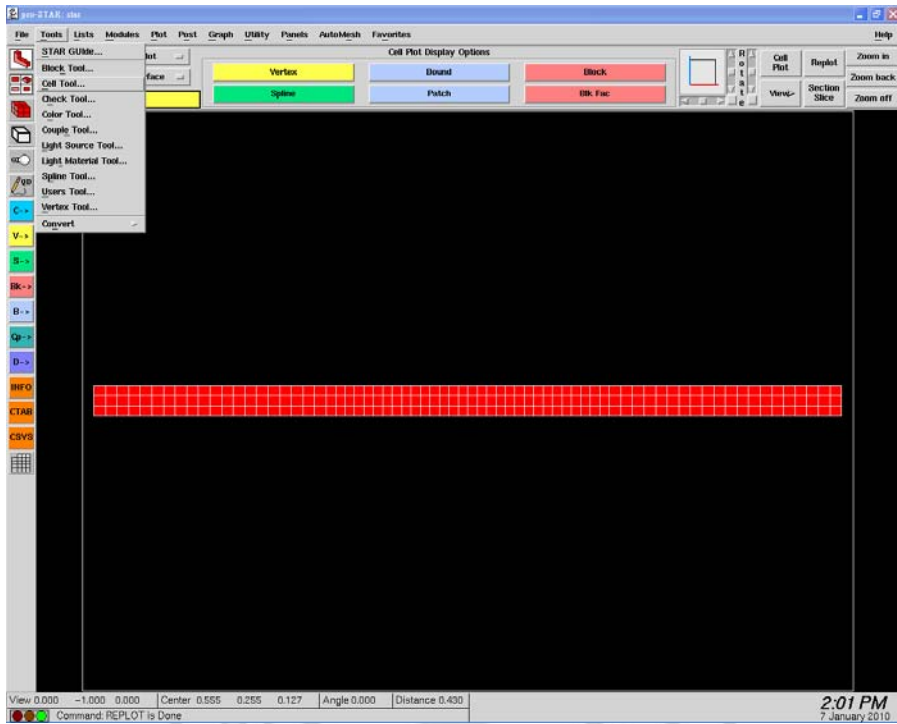 pro-STAR: star
File Tools Lists Modules Plot Post Graph Utility Panels AutoMesh Favorites Help
STAR GUIde...
Block Tool...
Cell Tool...
Check Tool...
Color Tool...
Couple Tool...
Light Source Tool...
Light Material Tool...
Spline Tool...
Users Tool...
Vertex Tool...
Convert
lot
face
Cell Plot Display Options
Vertex Bound Block
Spline Patch Blk Fac
Rotate
Cell Plot
Replot
Zoom in
Zoom back
View->
Section Slice
Zoom off
C->
V->
S->
Bk->
B->
Cp->
D->
INFO
CTAB
CSYS
View 0.000 -1.000 0.000 Center 0.555 0.255 0.127 Angle 0.000 Distance 0.430
Command: REPLOT is Done
2:01 PM
7 January 2010